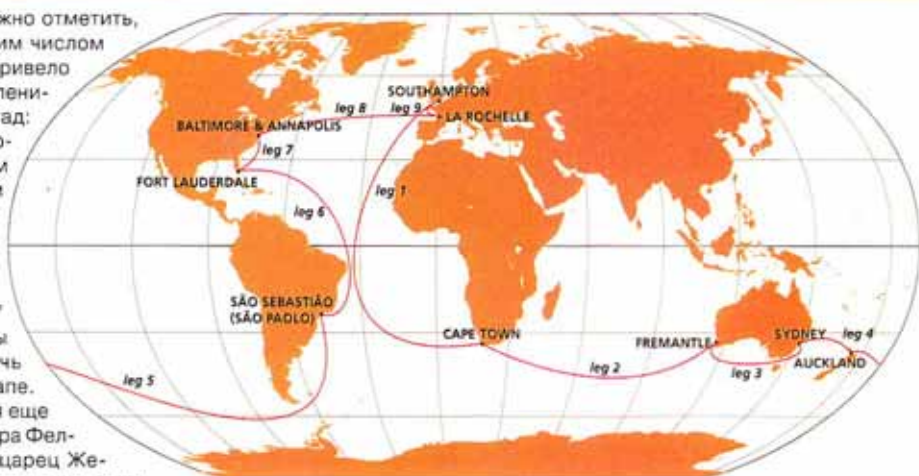 жно отметить,
им числом
ривело
лени-
ад:
ро-
м
и
ы
чь
апе.
еще
ра Фел-
царец Же-
SOUTHAMPTON
leg 8
leg 9
LA ROCHELLE
BALTIMORE & ANNAPOLIS
leg 7
FORT LAUDERDALE
leg 1
leg 6
SÃO SEBASTIÃO
(SÃO PAOLO)
CAPE TOWN
FREMANTLE
SYDNEY
leg 4
AUCKLAND
leg 2
leg 3
leg 5